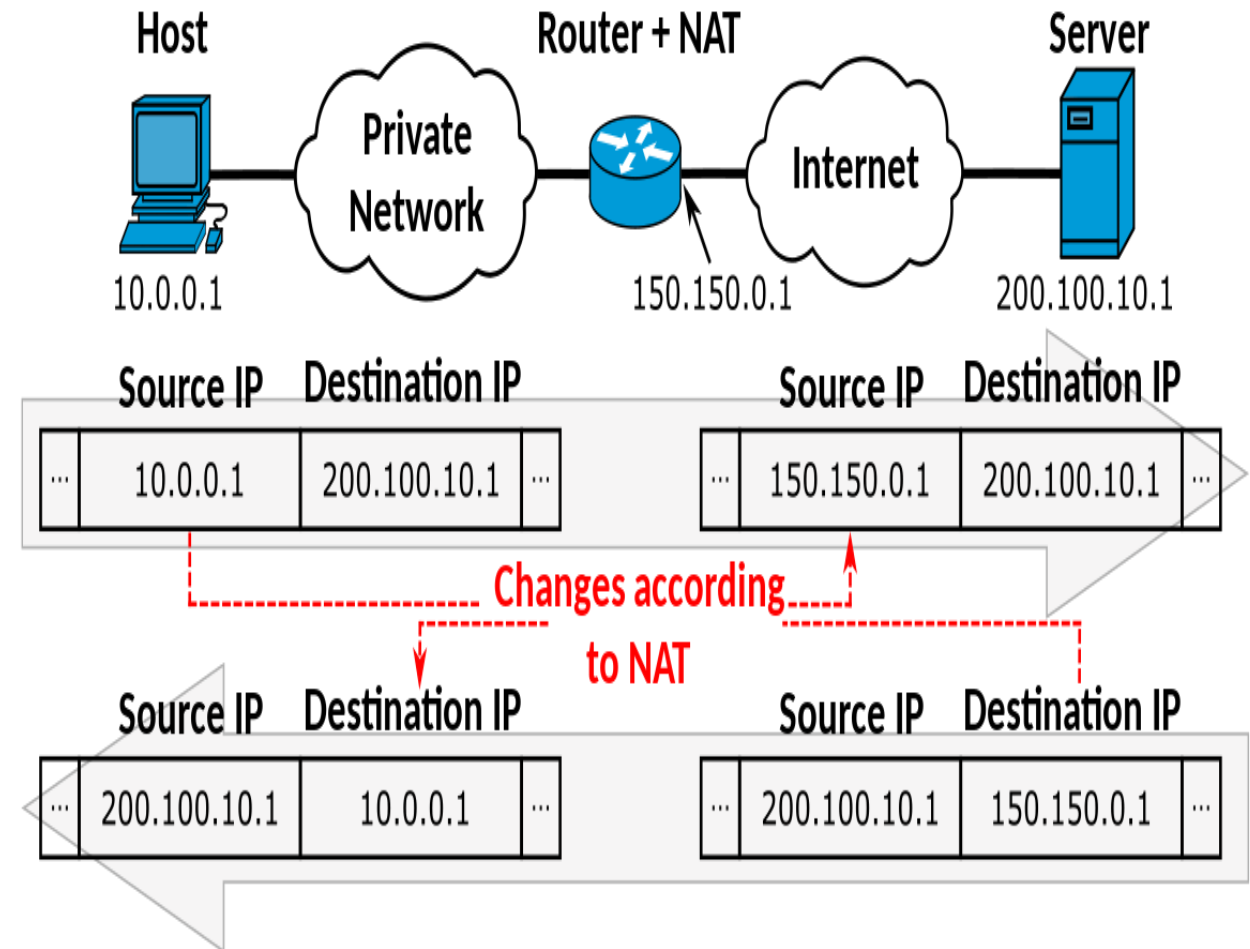 Host
Router + NAT
Server
Private
Network
Internet
10.0.0.1
150.150.0.1
200.100.10.1
Source IP Destination IP
Source IP Destination IP
... 10.0.0.1 200.100.10.1 ...
... 150.150.0.1 200.100.10.1 ...
Changes according
to NAT
Source IP Destination IP
Source IP Destination IP
... 200.100.10.1 10.0.0.1 ...
... 200.100.10.1 150.150.0.1 ...